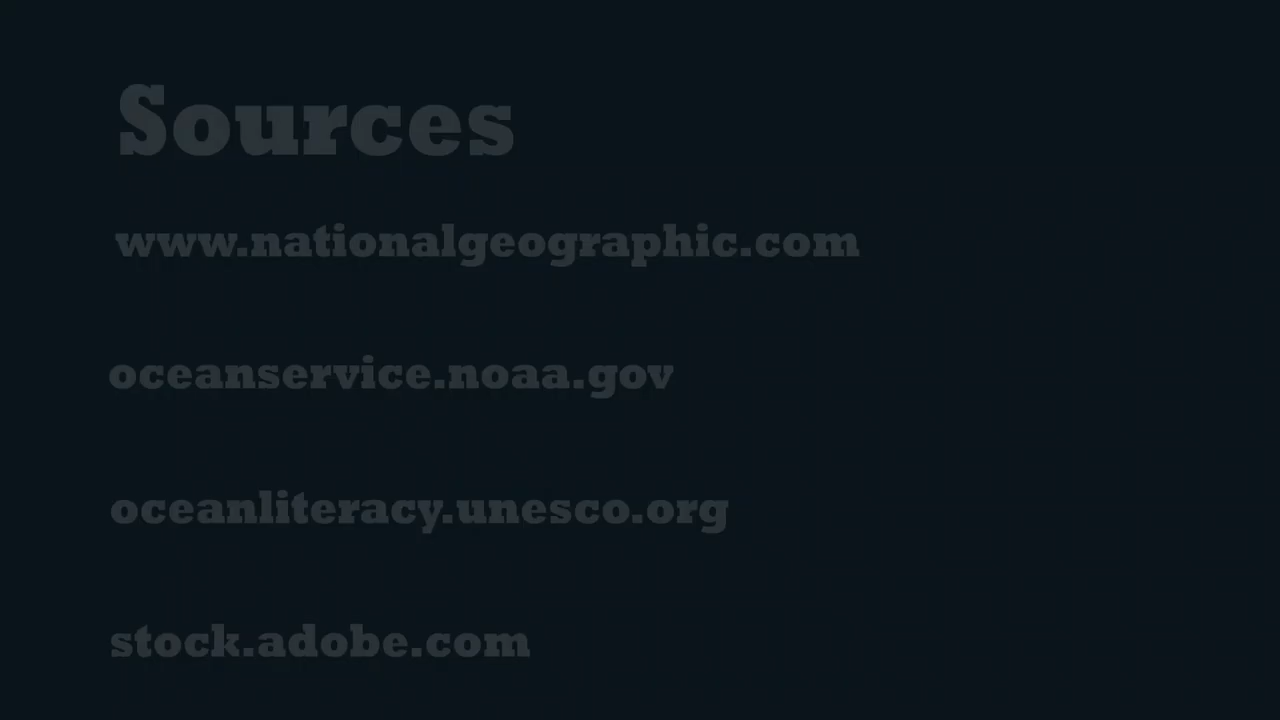 Sources
www.nationalgeographic.com
oceanservice.noaa.gov
oceanliteracy.unesco.org
stock.adobe.com